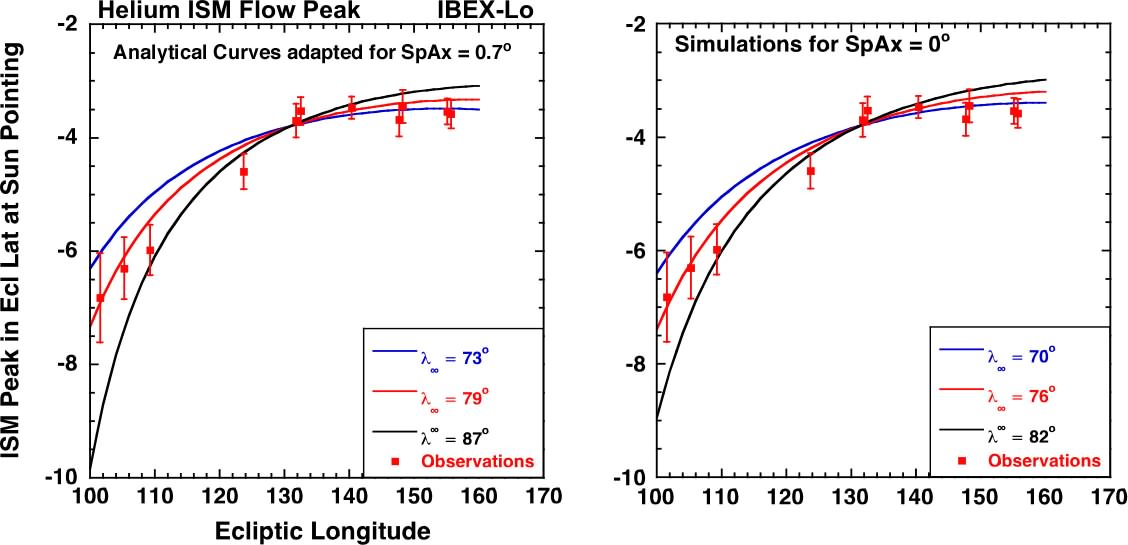 Helium ISM Flow Peak IBEX-Lo
Analytical Curves adapted for SpAx = 0.7°
ISM Peak in Ecl Lat at Sun Pointing
-2
-4
-6
-8
-10
λ∞ = 73°
λ∞ = 79°
λ∞ = 87°
Observations
100 110 120 130 140 150 160 170
Ecliptic Longitude
Simulations for SpAx = 0°
-2
-4
-6
-8
-10
λ∞ = 70°
λ∞ = 76°
λ∞ = 82°
Observations
100 110 120 130 140 150 160 170